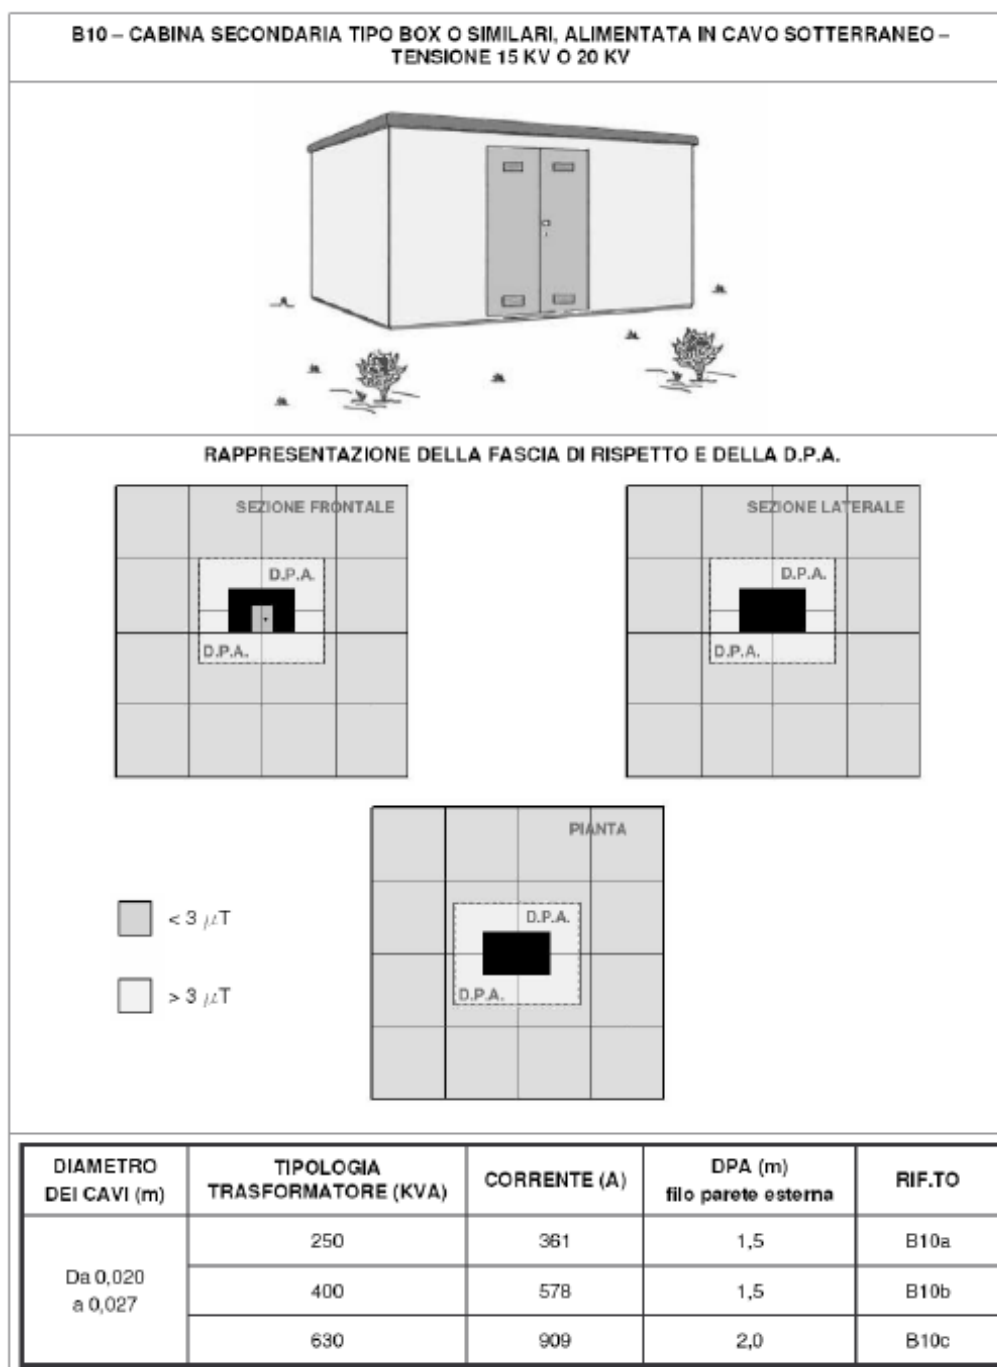 B10 – CABINA SECONDARIA TIPO BOX O SIMILARI, ALIMENTATA IN CAVO SOTTERRANEO –
TENSIONE 15 KV O 20 KV
RAPPRESENTAZIONE DELLA FASCIA DI RISPETTO E DELLA D.P.A.
SEZIONE FRONTALE
D.P.A.
D.P.A.
SEZIONE LATERALE
D.P.A.
D.P.A.
PIANTA
D.P.A.
D.P.A.
< 3 μT
> 3 μT
DIAMETRO
DEI CAVI (m)
TIPOLOGIA
TRASFORMATORE (KVA)
CORRENTE (A)
DPA (m)
filo parete esterna
RIF.TO
Da 0,020
a 0,027
250
361
1,5
B10a
400
578
1,5
B10b
630
909
2,0
B10c